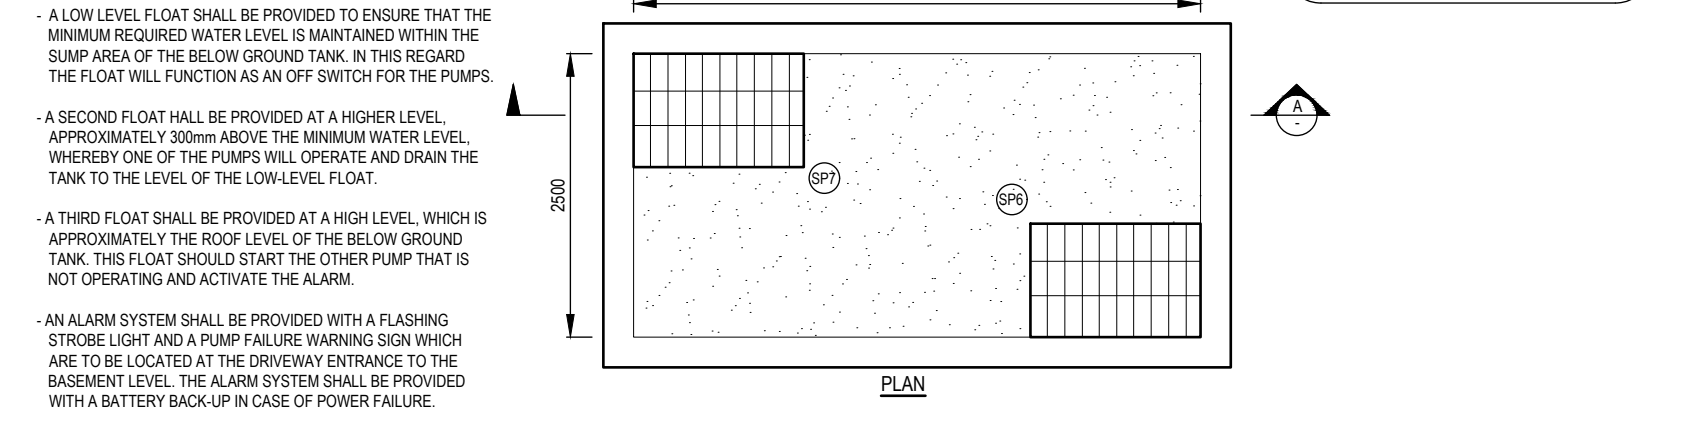 - A LOW LEVEL FLOAT SHALL BE PROVIDED TO ENSURE THAT THE
MINIMUM REQUIRED WATER LEVEL IS MAINTAINED WITHIN THE
SUMP AREA OF THE BELOW GROUND TANK. IN THIS REGARD
THE FLOAT WILL FUNCTION AS AN OFF SWITCH FOR THE PUMPS.
- A SECOND FLOAT HALL BE PROVIDED AT A HIGHER LEVEL,
APPROXIMATELY 300mm ABOVE THE MINIMUM WATER LEVEL,
WHEREBY ONE OF THE PUMPS WILL OPERATE AND DRAIN THE
TANK TO THE LEVEL OF THE LOW-LEVEL FLOAT.
- A THIRD FLOAT SHALL BE PROVIDED AT A HIGH LEVEL, WHICH IS
APPROXIMATELY THE ROOF LEVEL OF THE BELOW GROUND
TANK. THIS FLOAT SHOULD START THE OTHER PUMP THAT IS
NOT OPERATING AND ACTIVATE THE ALARM.
- AN ALARM SYSTEM SHALL BE PROVIDED WITH A FLASHING
STROBE LIGHT AND A PUMP FAILURE WARNING SIGN WHICH
ARE TO BE LOCATED AT THE DRIVEWAY ENTRANCE TO THE
BASEMENT LEVEL. THE ALARM SYSTEM SHALL BE PROVIDED
WITH A BATTERY BACK-UP IN CASE OF POWER FAILURE.
2500
SP7
SP6
PLAN
A
-